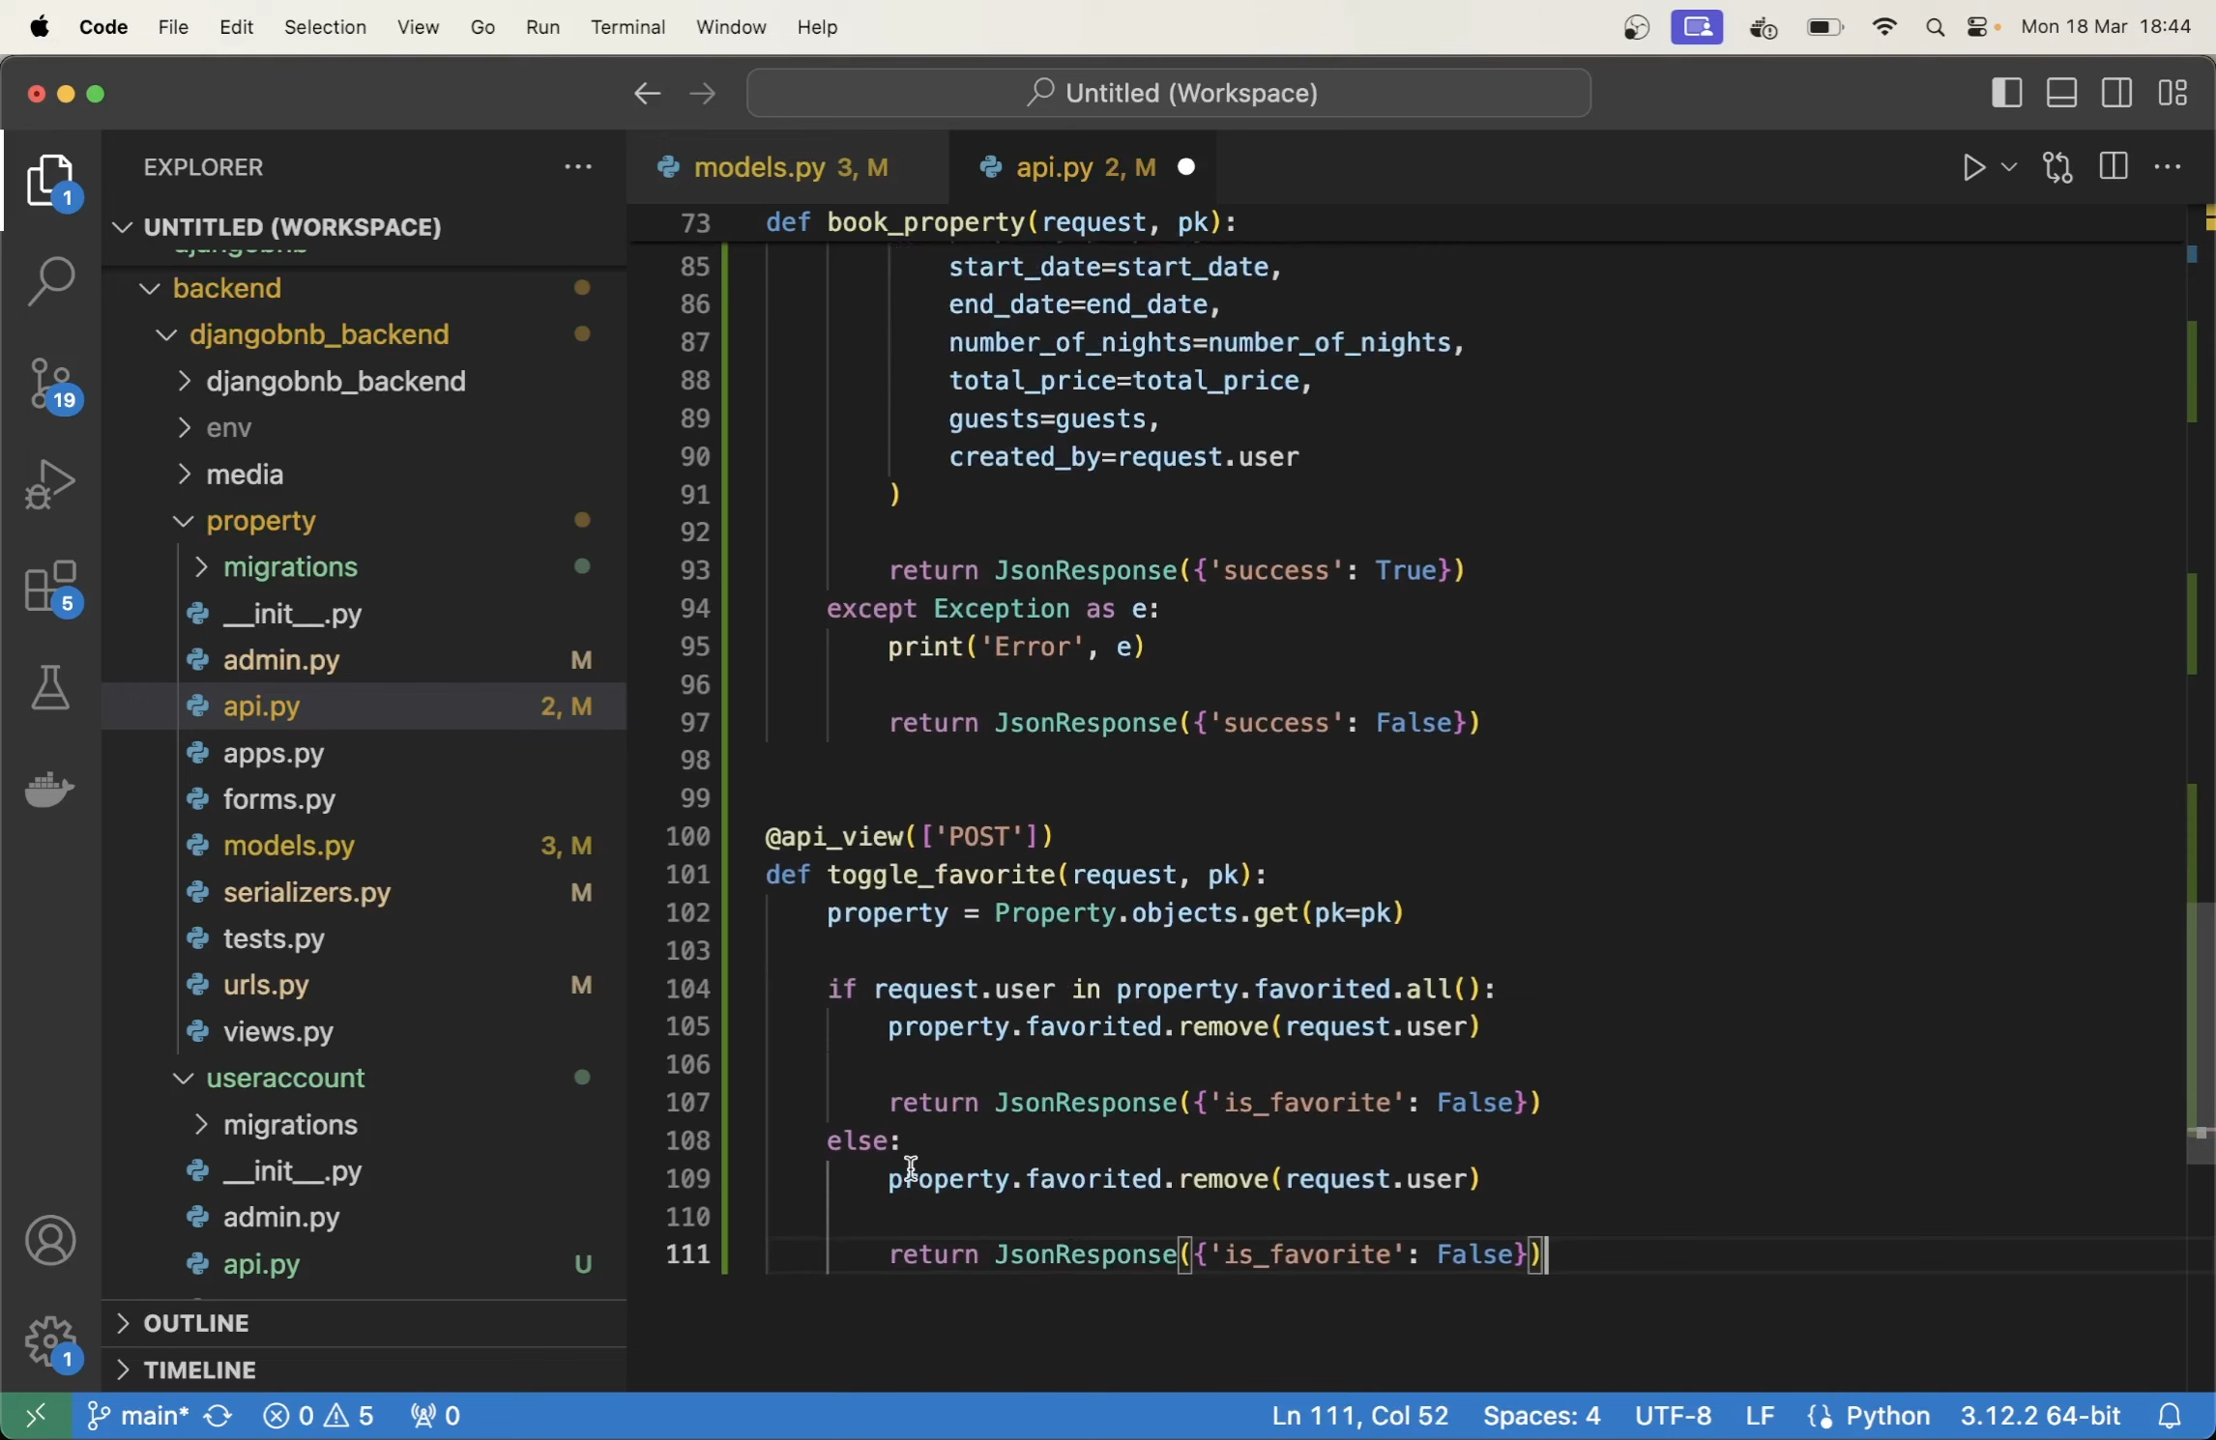 Code File Edit Selection View Go Run Terminal Window Help Mon 18 Mar 18:44
Untitled (Workspace)
EXPLORER
models.py 3, M api.py 2, M
UNTITLED (WORKSPACE)
backend
djangobnb_backend
djangobnb_backend
env
media
property
migrations
__init__.py
admin.py M
api.py 2, M
apps.py
forms.py
models.py 3, M
serializers.py M
tests.py
urls.py M
views.py
useraccount
migrations
__init__.py
admin.py
api.py U
OUTLINE
TIMELINE
1
19
5
1
73 def book_property(request, pk):
85 start_date=start_date,
86 end_date=end_date,
87 number_of_nights=number_of_nights,
88 total_price=total_price,
89 guests=guests,
90 created_by=request.user
91 )
92
93 return JsonResponse({'success': True})
94 except Exception as e:
95 print('Error', e)
96
97 return JsonResponse({'success': False})
98
99
100 @api_view(['POST'])
101 def toggle_favorite(request, pk):
102 property = Property.objects.get(pk=pk)
103
104 if request.user in property.favorited.all():
105 property.favorited.remove(request.user)
106
107 return JsonResponse({'is_favorite': False})
108 else:
109 property.favorited.remove(request.user)
110
111 return JsonResponse({'is_favorite': False})
main* 0 5 0 Ln 111, Col 52 Spaces: 4 UTF-8 LF Python 3.12.2 64-bit